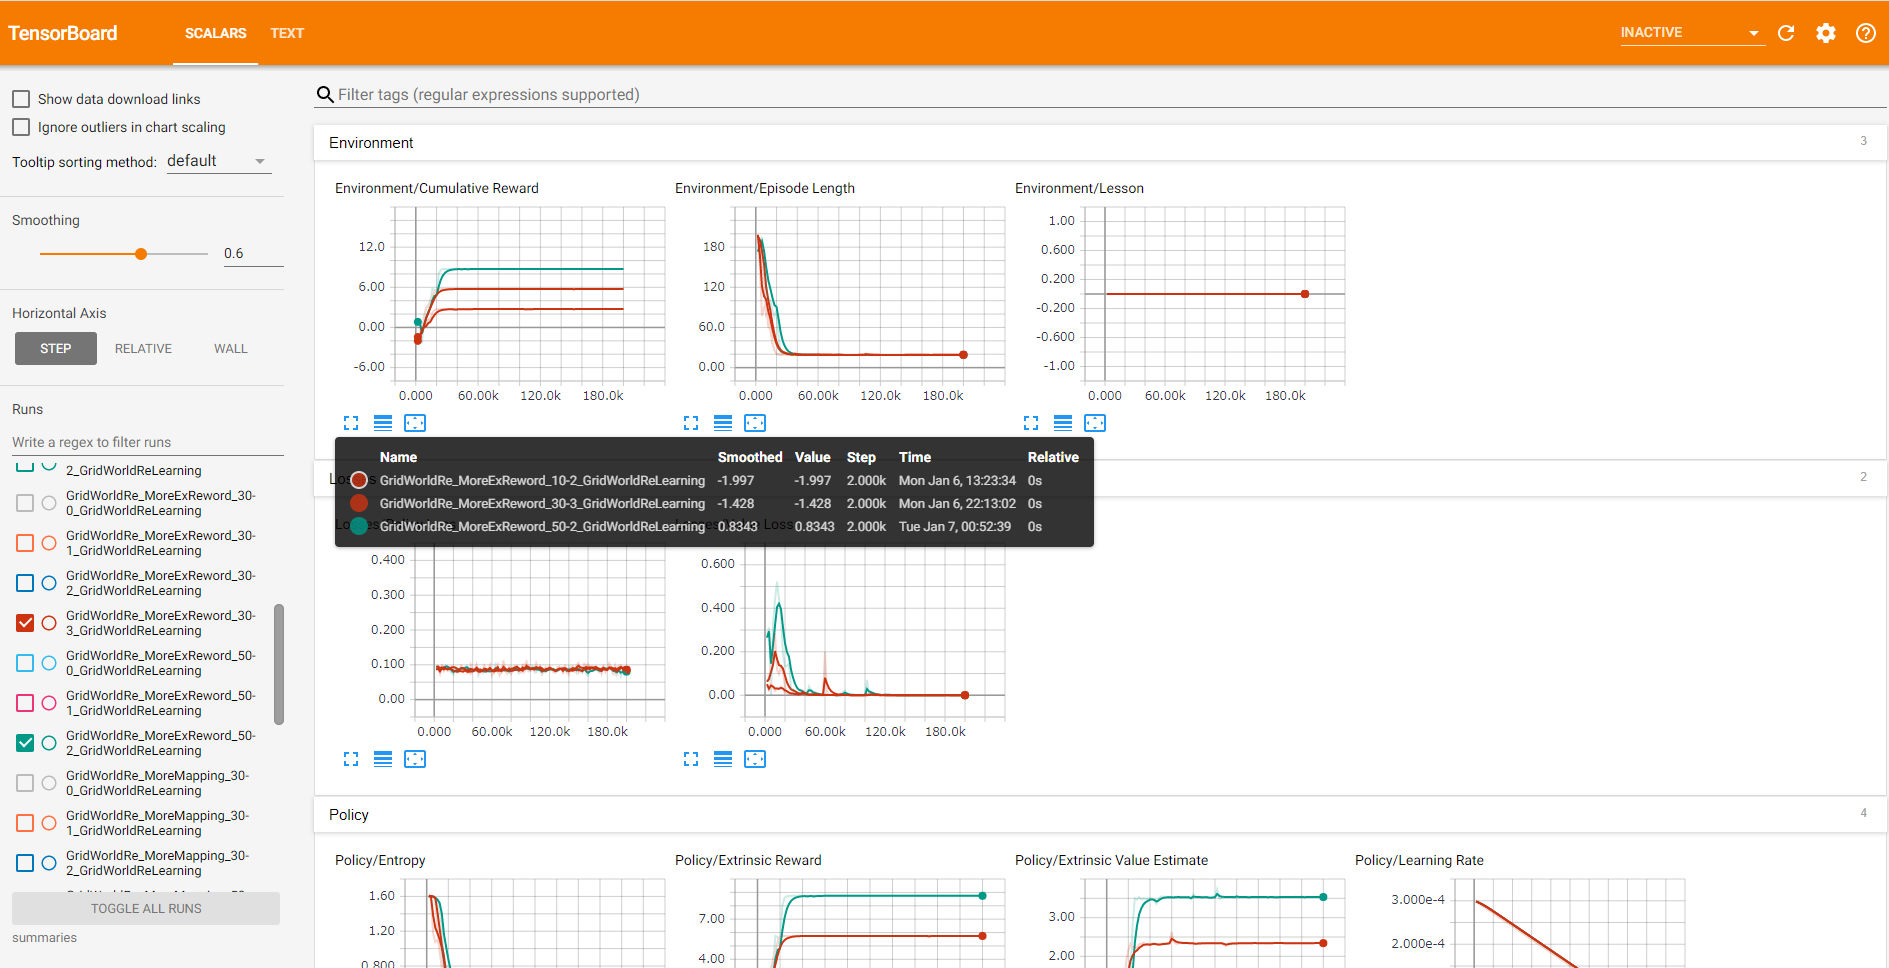 TensorBoard
SCALARS
TEXT
INACTIVE
Show data download links
Ignore outliers in chart scaling
Tooltip sorting method: default
Smoothing
0.6
Horizontal Axis
STEP
RELATIVE
WALL
Runs
Write a regex to filter runs
2_GridWorldReLearning
GridWorldRe_MoreExReword_30-
0_GridWorldReLearning
GridWorldRe_MoreExReword_30-
1_GridWorldReLearning
GridWorldRe_MoreExReword_30-
2_GridWorldReLearning
GridWorldRe_MoreExReword_30-
3_GridWorldReLearning
GridWorldRe_MoreExReword_50-
0_GridWorldReLearning
GridWorldRe_MoreExReword_50-
1_GridWorldReLearning
GridWorldRe_MoreExReword_50-
2_GridWorldReLearning
GridWorldRe_MoreMapping_30-
0_GridWorldReLearning
GridWorldRe_MoreMapping_30-
1_GridWorldReLearning
GridWorldRe_MoreMapping_30-
2_GridWorldReLearning
TOGGLE ALL RUNS
summaries
Filter tags (regular expressions supported)
Environment
3
Environment/Cumulative Reward
12.0
6.00
0.00
-6.00
0.000 60.00k 120.0k 180.0k
Environment/Episode Length
180
120
60.0
0.00
0.000 60.00k 120.0k 180.0k
Environment/Lesson
1.00
0.600
0.200
-0.200
-0.600
-1.00
0.000 60.00k 120.0k 180.0k
Name Smoothed Value Step Time Relative
GridWorldRe_MoreExReword_10-2_GridWorldReLearning -1.997 -1.997 2.000k Mon Jan 6, 13:23:34 0s
GridWorldRe_MoreExReword_30-3_GridWorldReLearning -1.428 -1.428 2.000k Mon Jan 6, 22:13:02 0s
GridWorldRe_MoreExReword_50-2_GridWorldReLearning 0.8343 0.8343 2.000k Tue Jan 7, 00:52:39 0s
2
0.400
0.300
0.200
0.100
0.00
0.000 60.00k 120.0k 180.0k
0.600
0.400
0.200
0.00
0.000 60.00k 120.0k 180.0k
Policy
4
Policy/Entropy
1.60
1.20
0.800
Policy/Extrinsic Reward
7.00
4.00
Policy/Extrinsic Value Estimate
3.00
2.00
Policy/Learning Rate
3.000e-4
2.000e-4